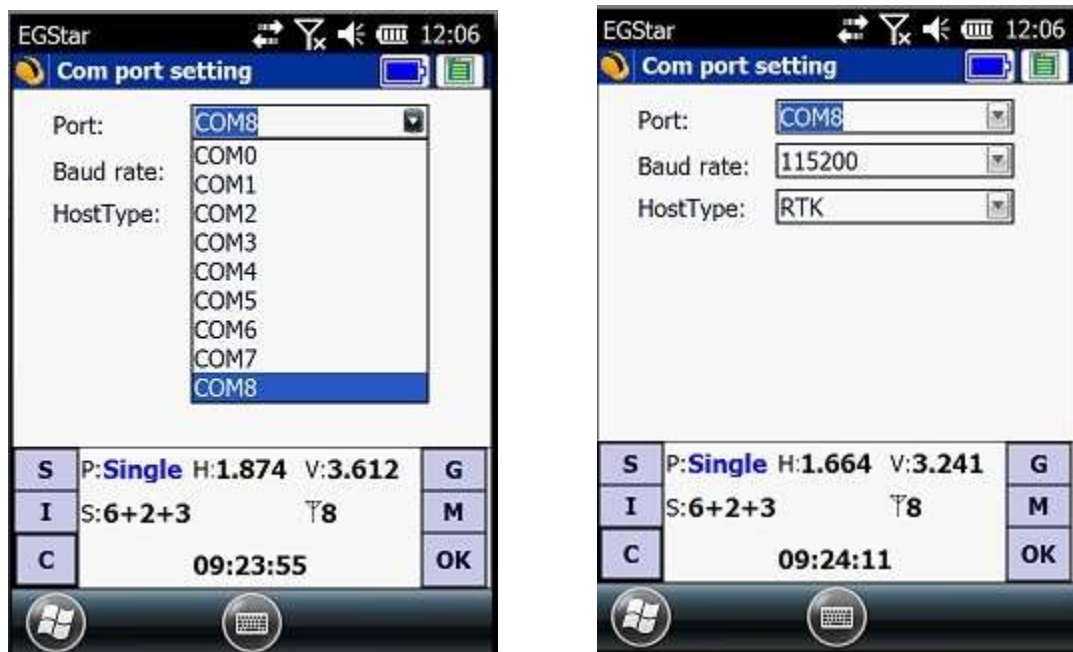 EGStar 12:06
Com port setting
Port: COM8
COM0
Baud rate: COM1
HostType: COM2
COM3
COM4
COM5
COM6
COM7
COM8
S P:Single H:1.874 V:3.612 G
I S:6+2+3 8 M
C 09:23:55 OK
EGStar 12:06
Com port setting
Port: COM8
Baud rate: 115200
HostType: RTK
S P:Single H:1.664 V:3.241 G
I S:6+2+3 8 M
C 09:24:11 OK